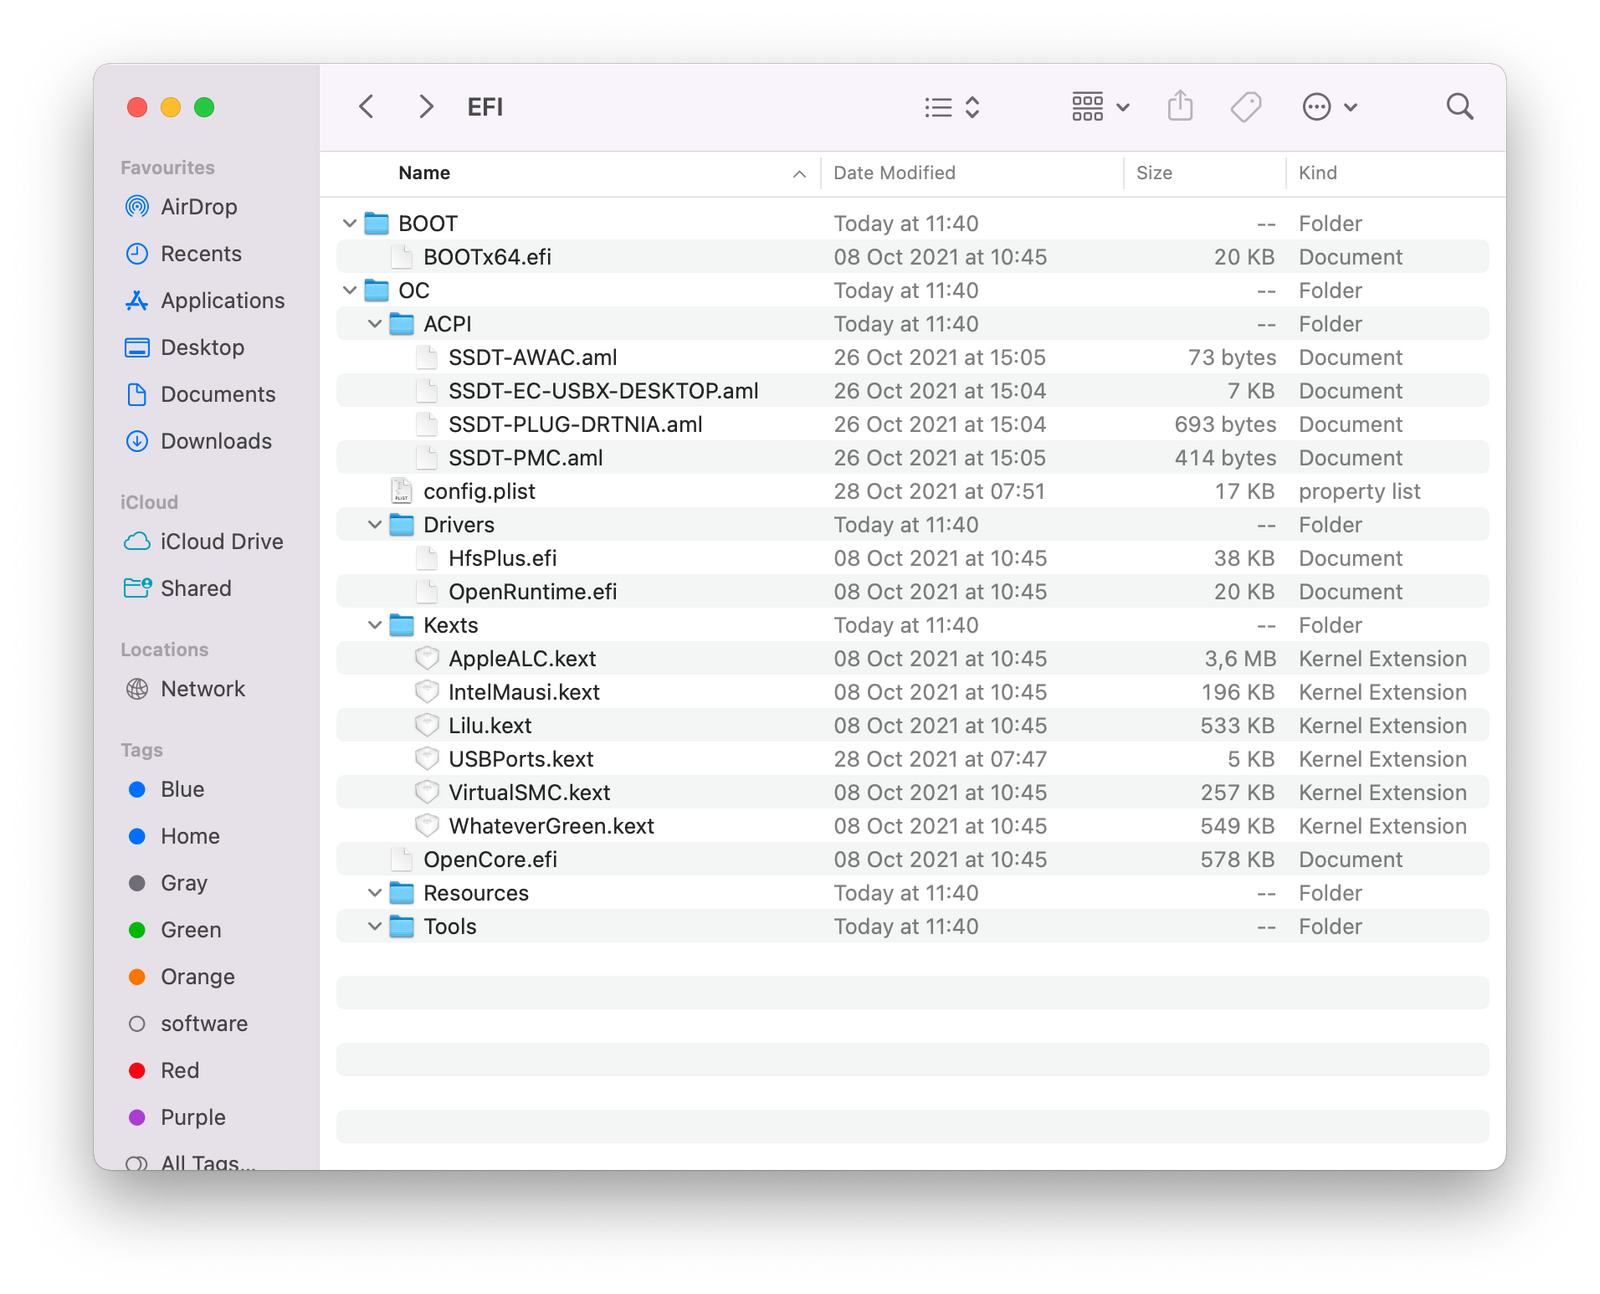 EFI
Favourites
AirDrop
Recents
Applications
Desktop
Documents
Downloads
iCloud
iCloud Drive
Shared
Locations
Network
Tags
Blue
Home
Gray
Green
Orange
software
Red
Purple
All Tags...
Name Date Modified Size Kind
BOOT Today at 11:40 -- Folder
BOOTx64.efi 08 Oct 2021 at 10:45 20 KB Document
OC Today at 11:40 -- Folder
ACPI Today at 11:40 -- Folder
SSDT-AWAC.aml 26 Oct 2021 at 15:05 73 bytes Document
SSDT-EC-USBX-DESKTOP.aml 26 Oct 2021 at 15:04 7 KB Document
SSDT-PLUG-DRTNIA.aml 26 Oct 2021 at 15:04 693 bytes Document
SSDT-PMC.aml 26 Oct 2021 at 15:05 414 bytes Document
config.plist 28 Oct 2021 at 07:51 17 KB property list
Drivers Today at 11:40 -- Folder
HfsPlus.efi 08 Oct 2021 at 10:45 38 KB Document
OpenRuntime.efi 08 Oct 2021 at 10:45 20 KB Document
Kexts Today at 11:40 -- Folder
AppleALC.kext 08 Oct 2021 at 10:45 3,6 MB Kernel Extension
IntelMausi.kext 08 Oct 2021 at 10:45 196 KB Kernel Extension
Lilu.kext 08 Oct 2021 at 10:45 533 KB Kernel Extension
USBPorts.kext 28 Oct 2021 at 07:47 5 KB Kernel Extension
VirtualSMC.kext 08 Oct 2021 at 10:45 257 KB Kernel Extension
WhateverGreen.kext 08 Oct 2021 at 10:45 549 KB Kernel Extension
OpenCore.efi 08 Oct 2021 at 10:45 578 KB Document
Resources Today at 11:40 -- Folder
Tools Today at 11:40 -- Folder